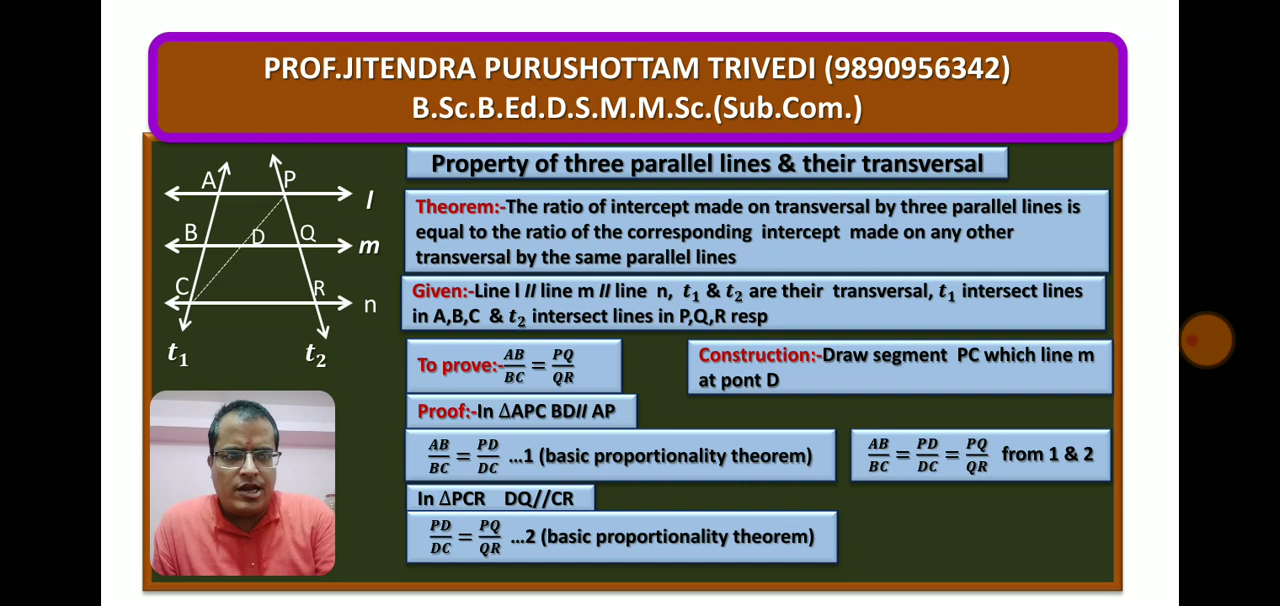 PROF.JITENDRA PURUSHOTTAM TRIVEDI (9890956342)
B.Sc.B.Ed.D.S.M.M.Sc.(Sub.Com.)
A P l
B D Q m
C R n
t₁ t₂
Property of three parallel lines & their transversal
Theorem:-The ratio of intercept made on transversal by three parallel lines is
equal to the ratio of the corresponding intercept made on any other
transversal by the same parallel lines
Given:-Line l // line m // line n, t₁ & t₂ are their transversal, t₁ intersect lines
in A,B,C & t₂ intersect lines in P,Q,R resp
To prove:-AB/BC = PQ/QR
Construction:-Draw segment PC which line m
at pont D
Proof:-In ∆APC BD// AP
AB/BC = PD/DC ...1 (basic proportionality theorem)
AB/BC = PD/DC = PQ/QR from 1 & 2
In ∆PCR DQ//CR
PD/DC = PQ/QR ...2 (basic proportionality theorem)